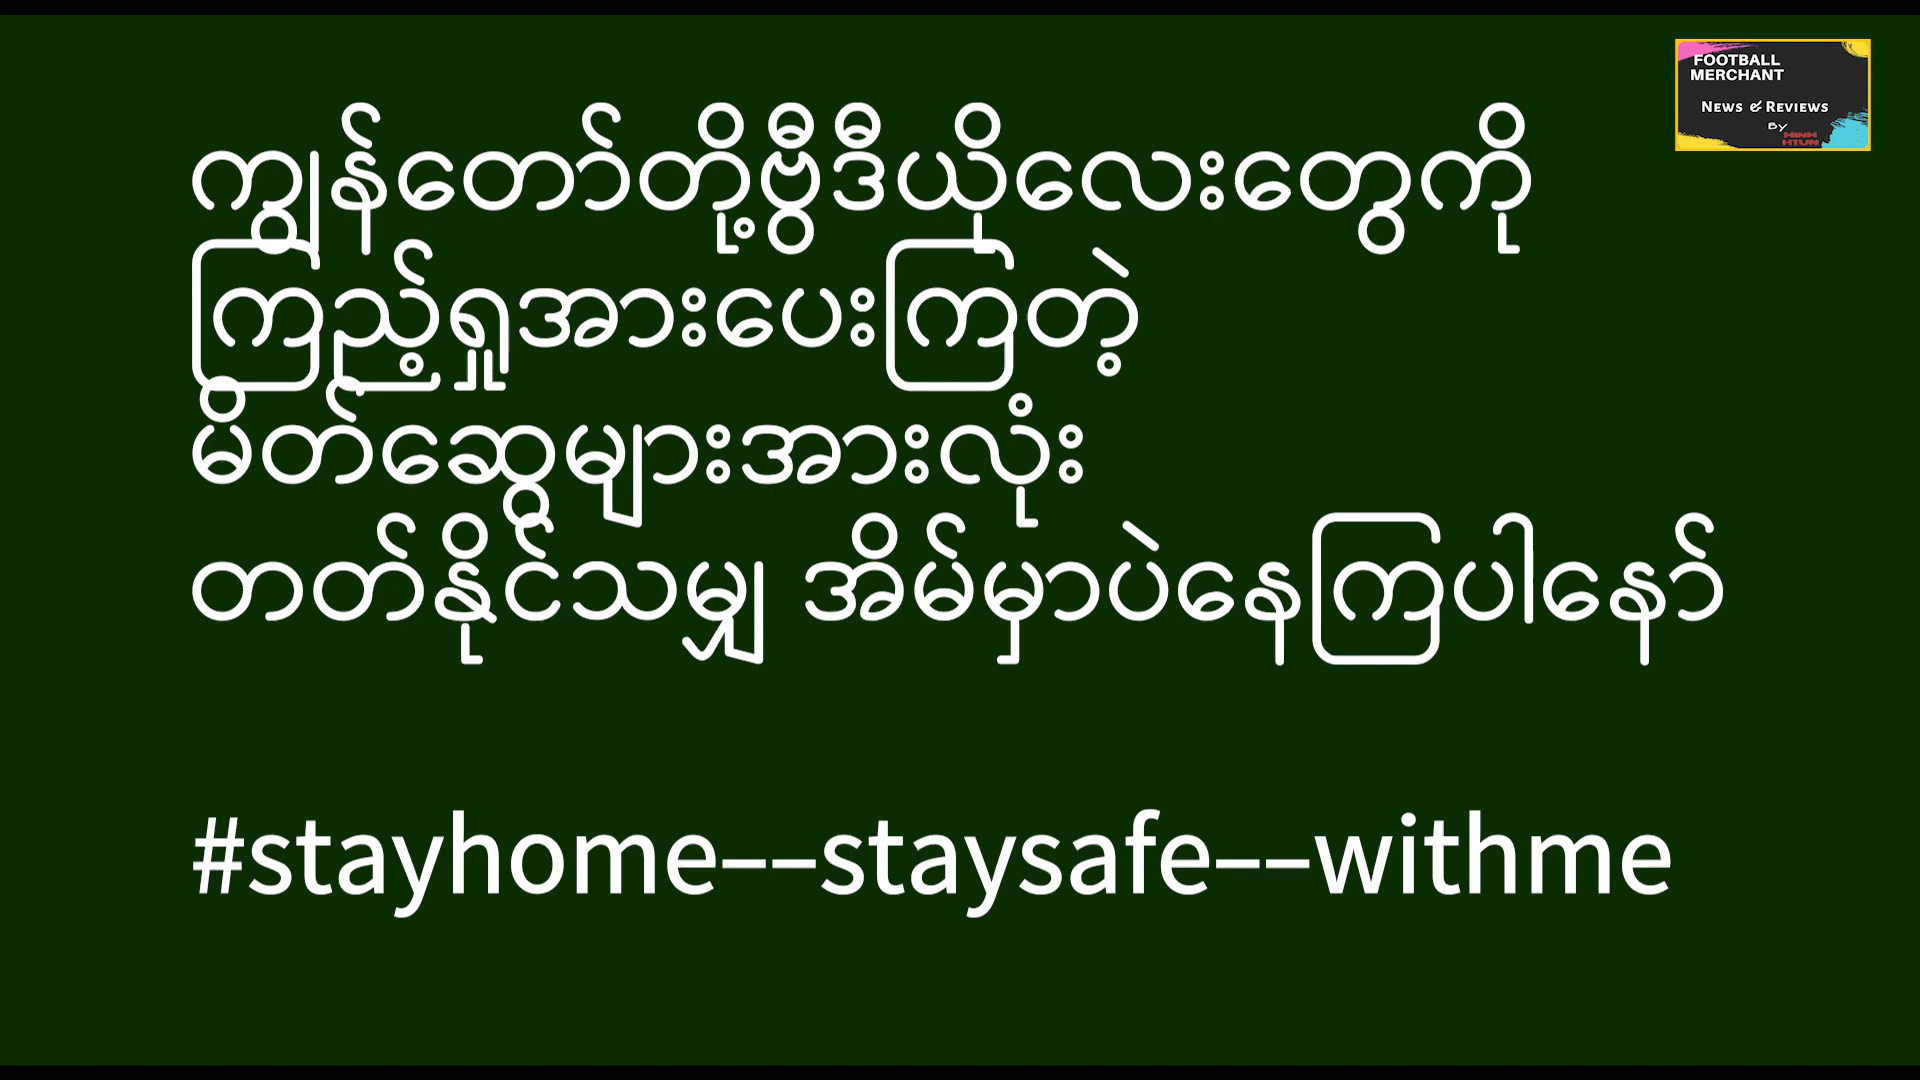 FOOTBALL
MERCHANT
News & Reviews
By
HINH
HTUN
ကျွန်တော်တို့ဗွီဒီယိုလေးတွေကို
ကြည့်ရှုအားပေးကြတဲ့
မိတ်ဆွေများအားလုံး
တတ်နိုင်သမျှ အိမ်မှာပဲနေကြပါနော်
#stayhome––staysafe––withme